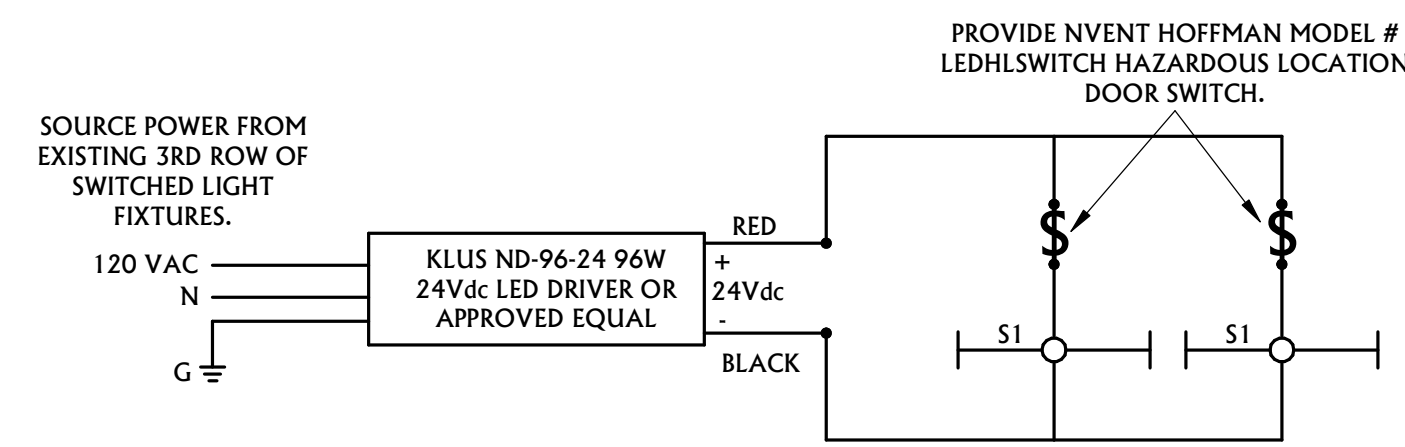 PROVIDE NVENT HOFFMAN MODEL #
LEDHLSWITCH HAZARDOUS LOCATION
DOOR SWITCH.
SOURCE POWER FROM
EXISTING 3RD ROW OF
SWITCHED LIGHT
FIXTURES.
120 VAC
N
G
KLUS ND-96-24 96W
24Vdc LED DRIVER OR
APPROVED EQUAL
RED
+
24Vdc
-
BLACK
$
$
S1
S1